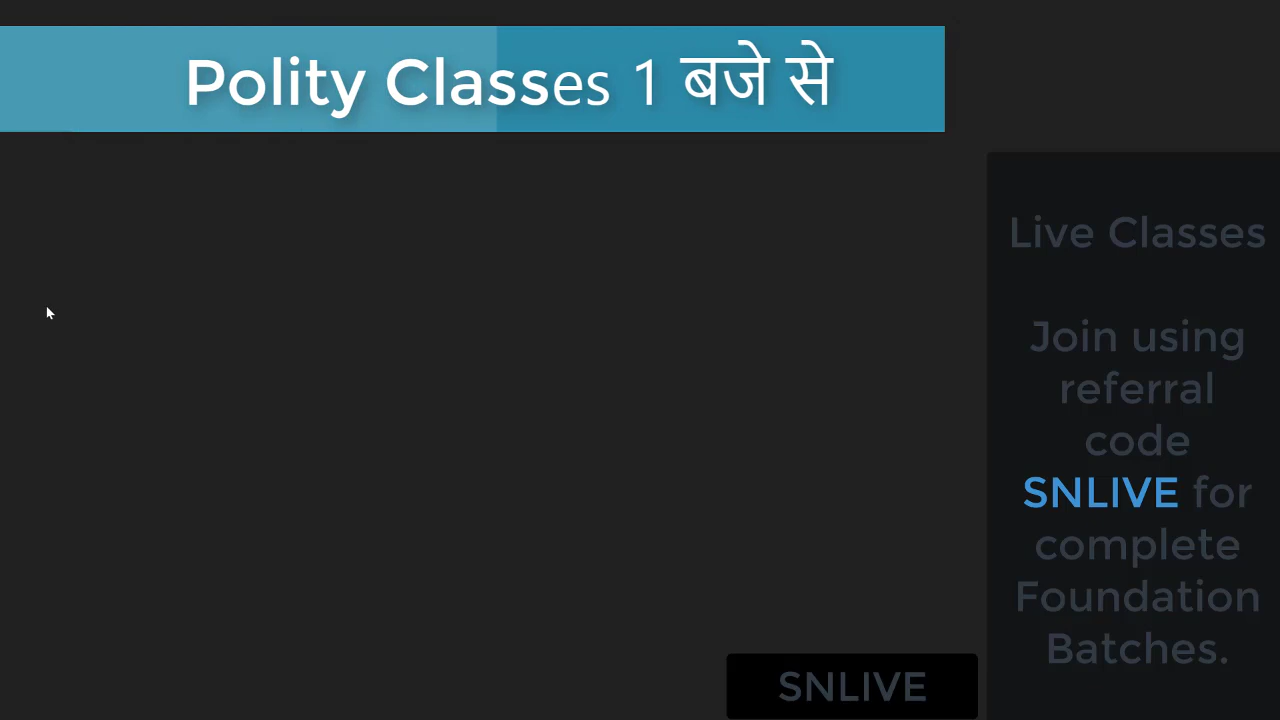 Polity Classes 1 बजे से
Live Classes
Join using
referral
code
SNLIVE for
complete
Foundation
Batches.
SNLIVE